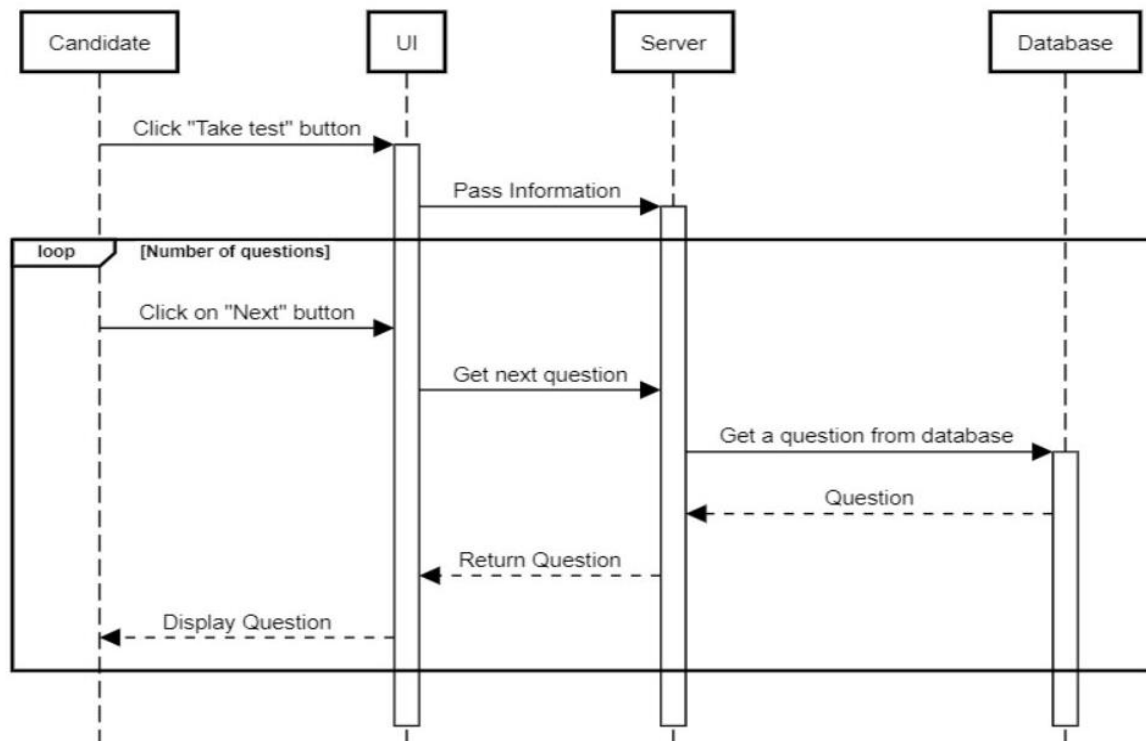 Candidate
UI
Server
Database
Click "Take test" button
Pass Information
loop
[Number of questions]
Click on "Next" button
Get next question
Get a question from database
Question
Return Question
Display Question